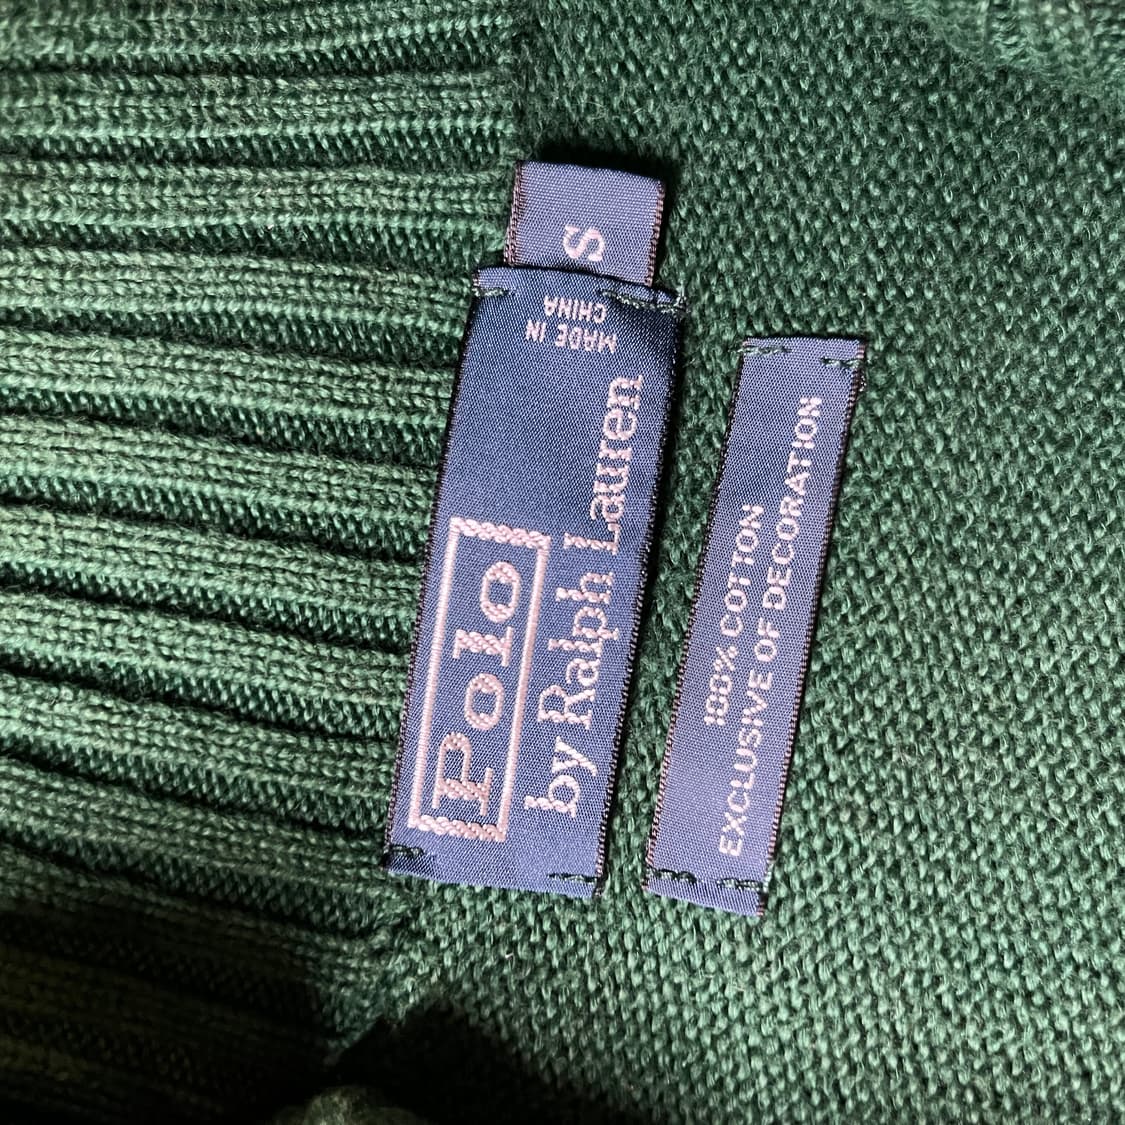 S
MADE IN
CHINA
Polo
by Ralph Lauren
100% COTTON
EXCLUSIVE OF DECORATION